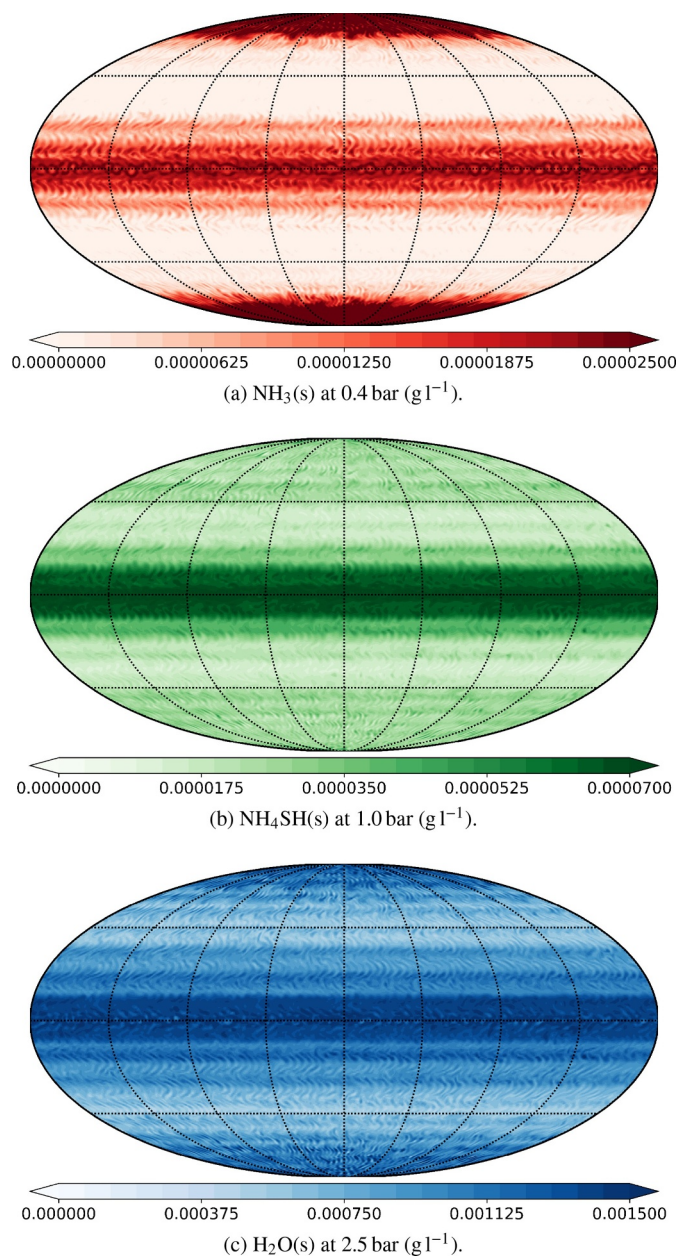 0.00000000 0.00000625 0.00001250 0.00001875 0.00002500
(a) NH₃(s) at 0.4 bar (g l⁻¹).
0.0000000 0.0000175 0.0000350 0.0000525 0.0000700
(b) NH₄SH(s) at 1.0 bar (g l⁻¹).
0.000000 0.000375 0.000750 0.001125 0.001500
(c) H₂O(s) at 2.5 bar (g l⁻¹).